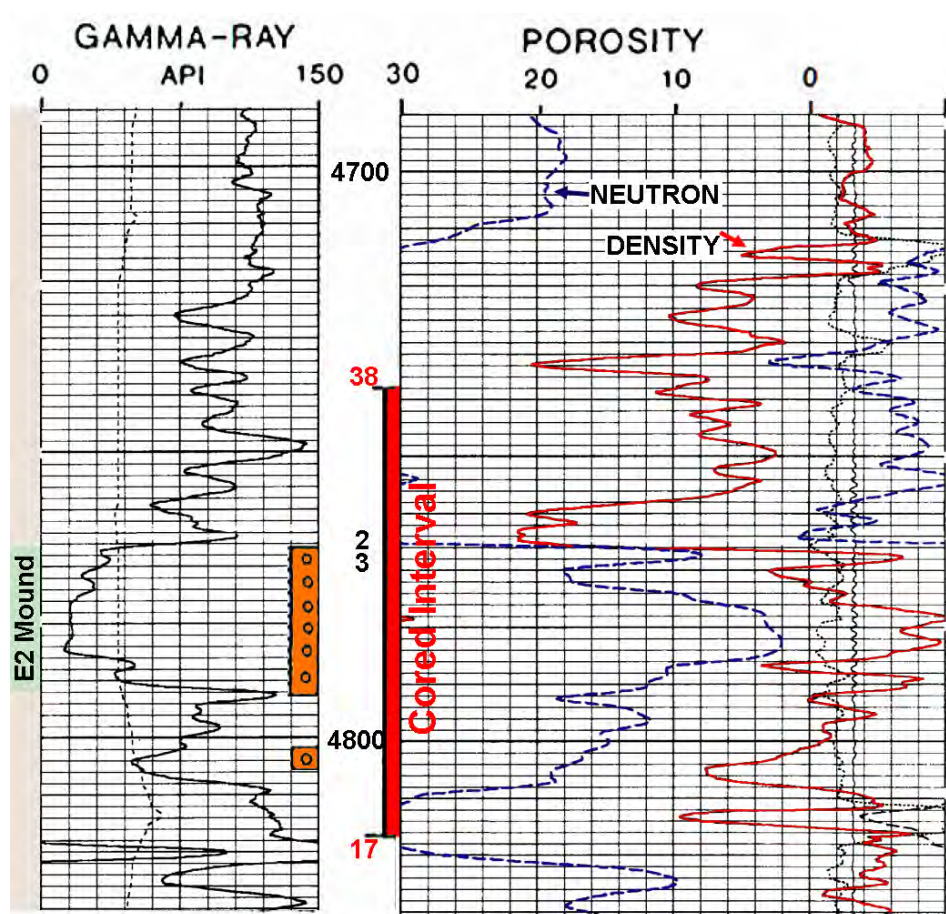 GAMMA-RAY POROSITY
0 API 150 30 20 10 0
4700
NEUTRON
DENSITY
38
Cored Interval
2
3
E2 Mound
4800
17